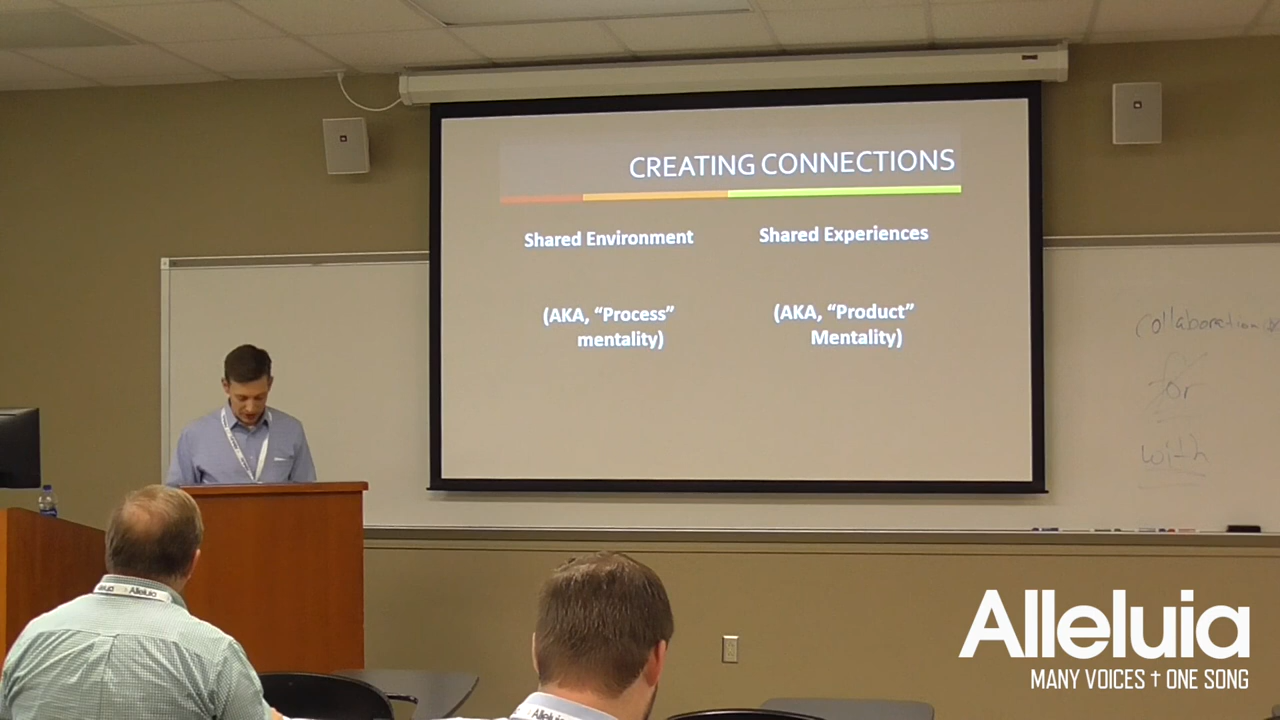 CREATING CONNECTIONS
Shared Environment
(AKA, “Process”
mentality)
Shared Experiences
(AKA, “Product”
Mentality)
collaboration
for
with
Alleluia
Alleluia
MANY VOICES † ONE SONG